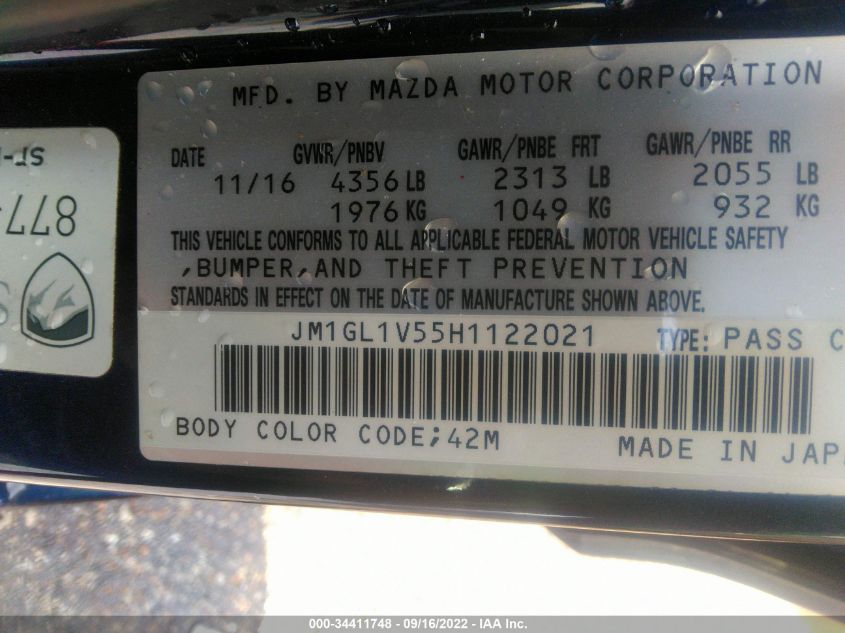 MFD. BY MAZDA MOTOR CORPORATION
DATE GVWR/PNBV GAWR/PNBE FRT GAWR/PNBE RR
11/16 4356 LB 2313 LB 2055 LB
1976 KG 1049 KG 932 KG
THIS VEHICLE CONFORMS TO ALL APPLICABLE FEDERAL MOTOR VEHICLE SAFETY
,BUMPER,AND THEFT PREVENTION
STANDARDS IN EFFECT ON THE DATE OF MANUFACTURE SHOWN ABOVE.
JM1GL1V55H1122021 TYPE: PASS C
BODY COLOR CODE;42M MADE IN JAPA
877
000-34411748 - 09/16/2022 - IAA Inc.